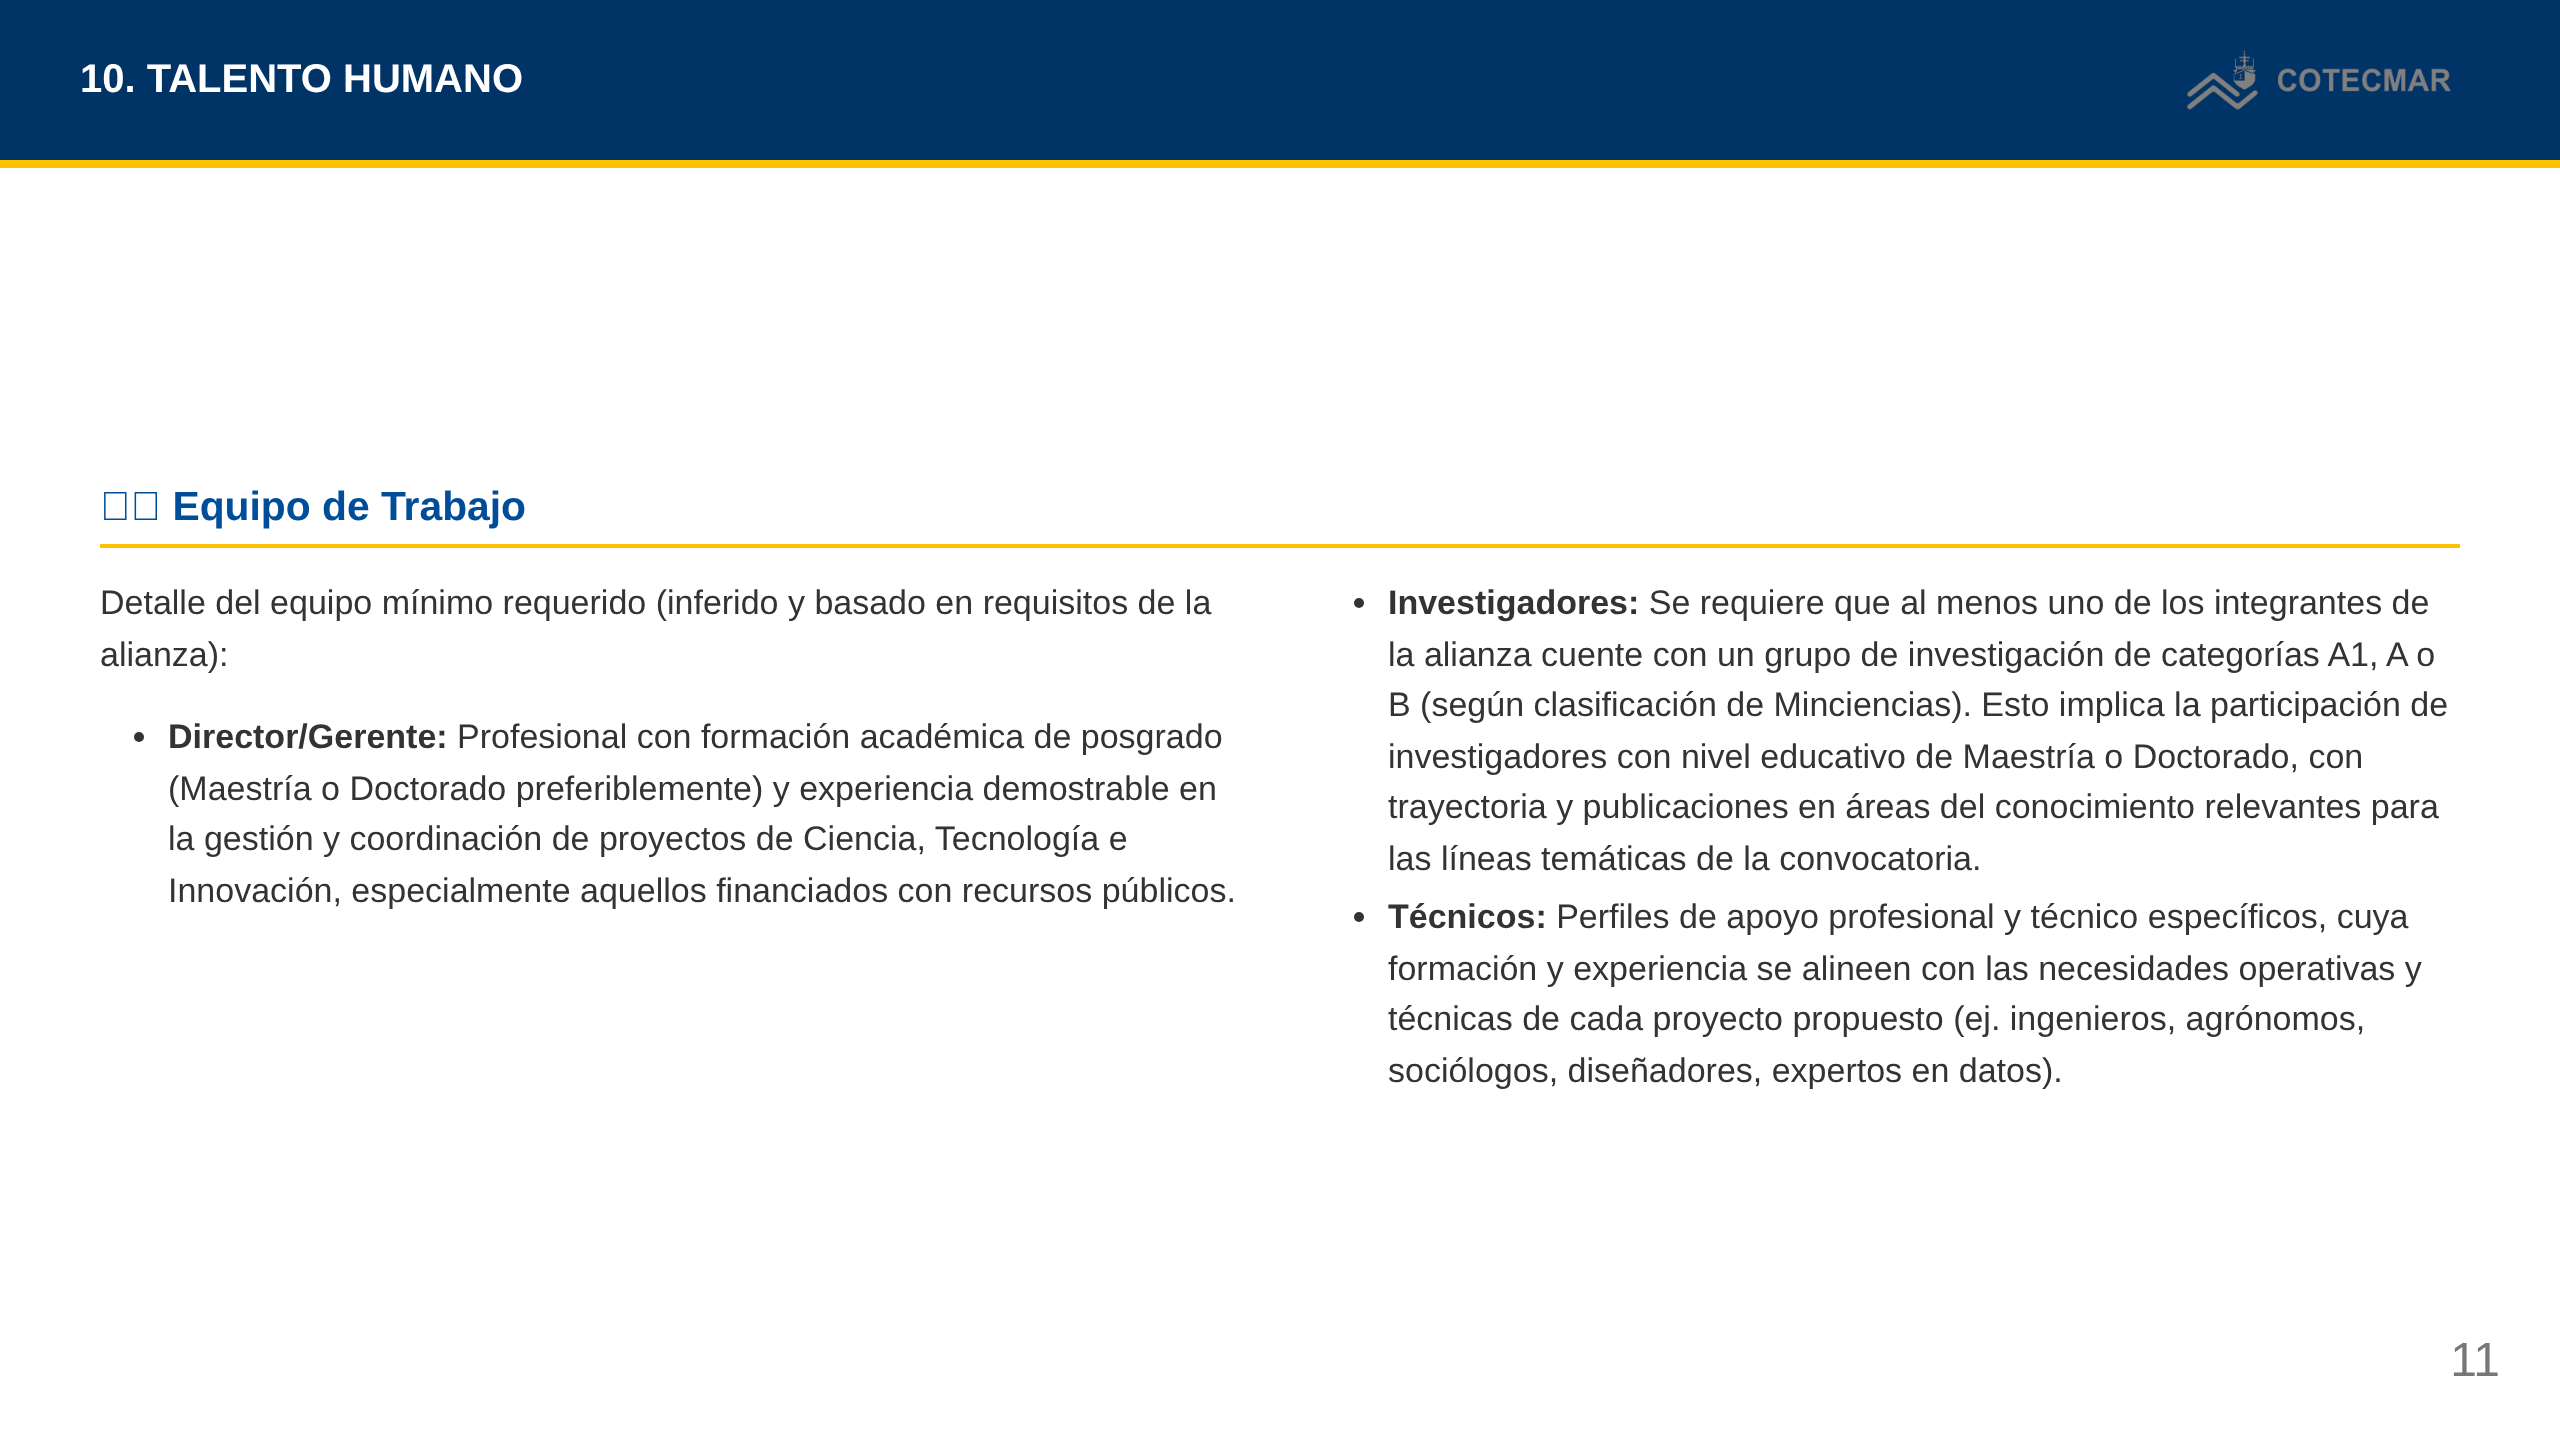 10. TALENTO HUMANO
COTECMAR
Equipo de Trabajo
Detalle del equipo mínimo requerido (inferido y basado en requisitos de la
alianza):
• Director/Gerente: Profesional con formación académica de posgrado
(Maestría o Doctorado preferiblemente) y experiencia demostrable en
la gestión y coordinación de proyectos de Ciencia, Tecnología e
Innovación, especialmente aquellos financiados con recursos públicos.
• Investigadores: Se requiere que al menos uno de los integrantes de
la alianza cuente con un grupo de investigación de categorías A1, A o
B (según clasificación de Minciencias). Esto implica la participación de
investigadores con nivel educativo de Maestría o Doctorado, con
trayectoria y publicaciones en áreas del conocimiento relevantes para
las líneas temáticas de la convocatoria.
• Técnicos: Perfiles de apoyo profesional y técnico específicos, cuya
formación y experiencia se alineen con las necesidades operativas y
técnicas de cada proyecto propuesto (ej. ingenieros, agrónomos,
sociólogos, diseñadores, expertos en datos).
11